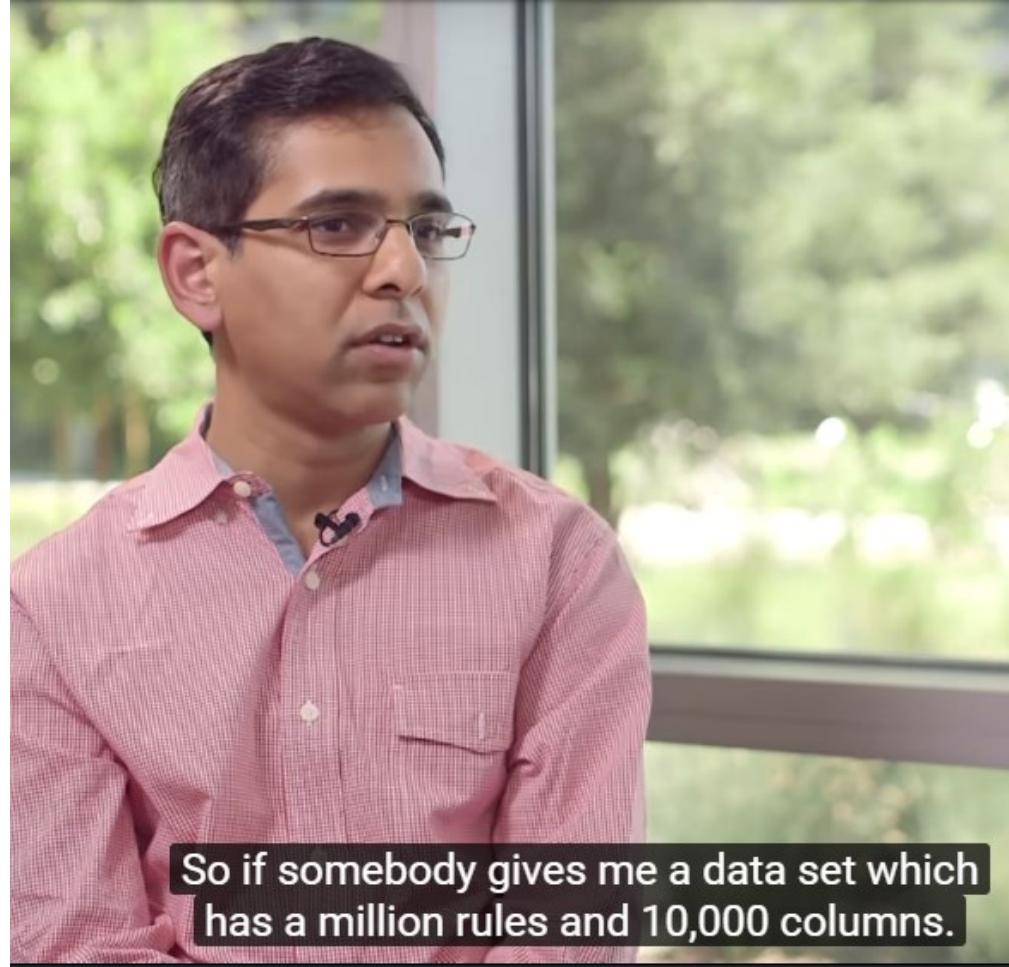 So if somebody gives me a data set which
has a million rules and 10,000 columns.